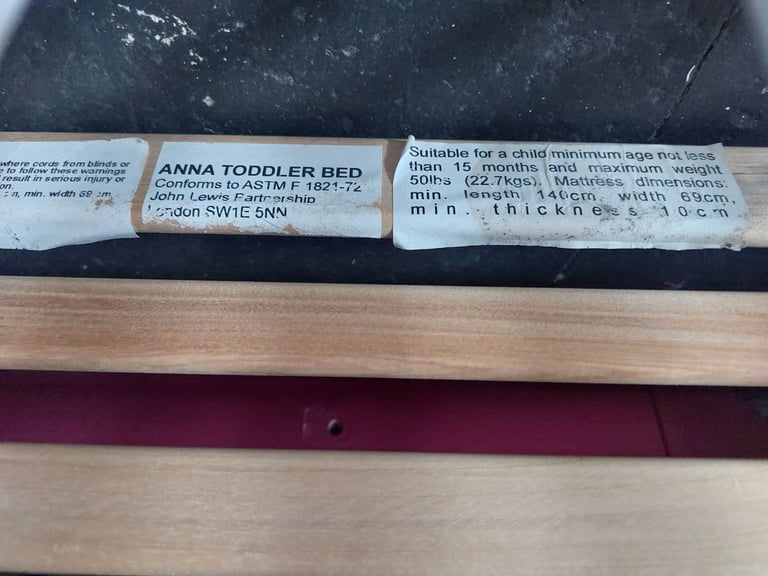 where cords from blinds or
e to follow these warnings
result in serious injury or
on.
min. width 69 cm,
ANNA TODDLER BED
Conforms to ASTM F 1821-72
John Lewis Partnership
London SW1E 5NN
Suitable for a child minimum age not less
than 15 months and maximum weight
50lbs (22.7kgs). Mattress dimensions:
min. length 140cm, width 69cm,
min. thickness 10cm